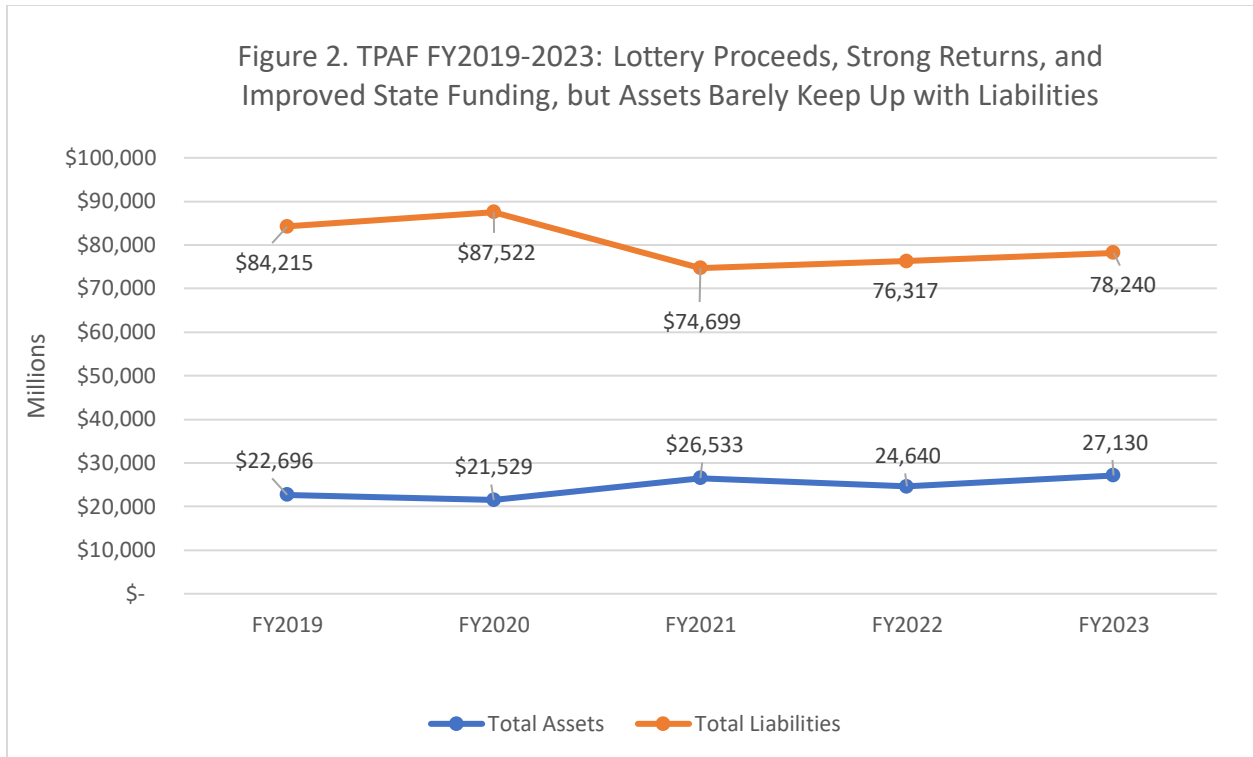 Figure 2. TPAF FY2019-2023: Lottery Proceeds, Strong Returns, and
Improved State Funding, but Assets Barely Keep Up with Liabilities
Millions
$100,000
$90,000
$80,000
$70,000
$60,000
$50,000
$40,000
$30,000
$20,000
$10,000
$-
$84,215
$87,522
$74,699
76,317
78,240
$22,696
$21,529
$26,533
24,640
27,130
FY2019
FY2020
FY2021
FY2022
FY2023
Total Assets
Total Liabilities